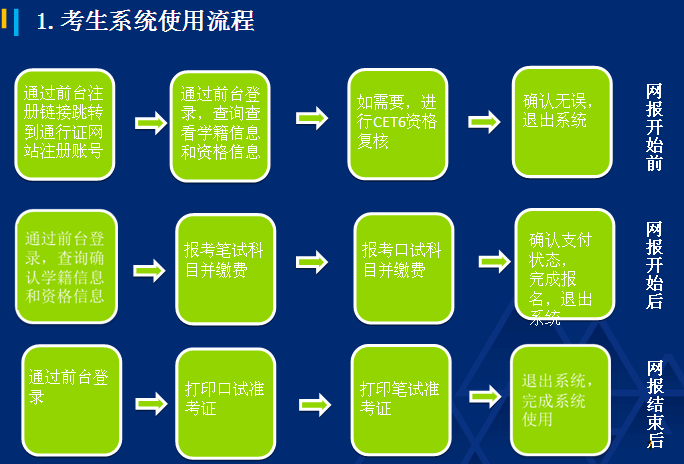 1. 考生系统使用流程
通过前台注
册链接跳转
到通行证网
站注册账号
通过前台登
录，查询查
看学籍信息
和资格信息
如需要，进
行CET6资格
复核
确认无误，
退出系统
网报开始前
通过前台登
录，查询确
认学籍信息
和资格信息
报考笔试科
目并缴费
报考口试科
目并缴费
确认支付
状态，
完成报
名，退出
系统
网报开始后
通过前台登
录
打印口试准
考证
打印笔试准
考证
退出系统，
完成系统
使用
网报结束后